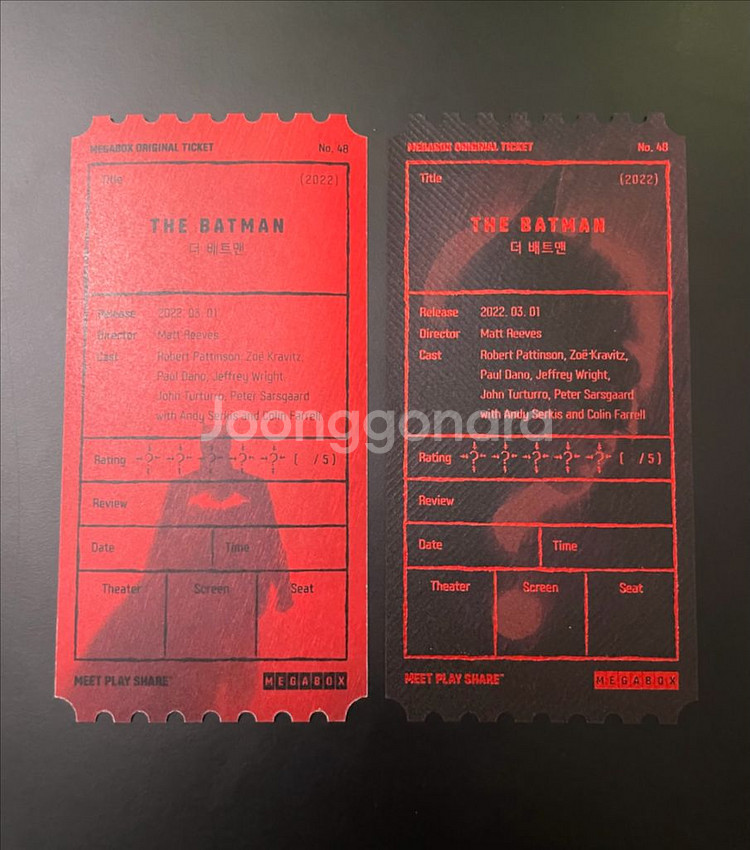 MEGABOX ORIGINAL TICKET No. 48
Title (2022)
THE BATMAN
더 배트맨
Release 2022. 03. 01
Director Matt Reeves
Cast Robert Pattinson, Zoë Kravitz,
Paul Dano, Jeffrey Wright,
John Turturro, Peter Sarsgaard
with Andy Serkis and Colin Farrell
Rating ? ? ? ? ? ( / 5 )
Review
Date Time
Theater Screen Seat
MEET PLAY SHARE™ MEGABOX
MEGABOX ORIGINAL TICKET No. 48
Title (2022)
THE BATMAN
더 배트맨
Release 2022. 03. 01
Director Matt Reeves
Cast Robert Pattinson, Zoë Kravitz,
Paul Dano, Jeffrey Wright,
John Turturro, Peter Sarsgaard
with Andy Serkis and Colin Farrell
Rating ? ? ? ? ? ( / 5 )
Review
Date Time
Theater Screen Seat
MEET PLAY SHARE™ MEGABOX
Joonggonara